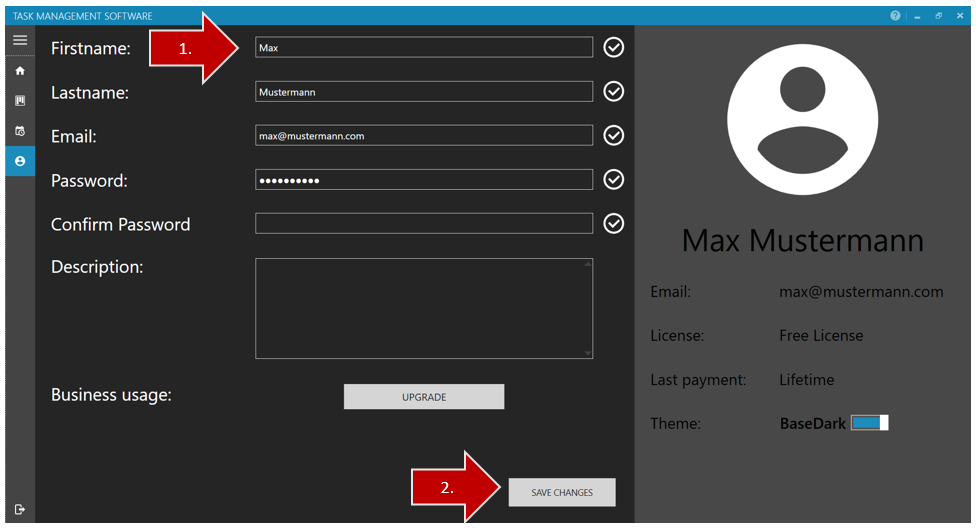 TASK MANAGEMENT SOFTWARE
?
Firstname:
1.
Max
Lastname:
Mustermann
Email:
max@mustermann.com
Password:
••••••••••
Confirm Password
Description:
Business usage:
UPGRADE
2.
SAVE CHANGES
Max Mustermann
Email:
max@mustermann.com
License:
Free License
Last payment:
Lifetime
Theme:
BaseDark